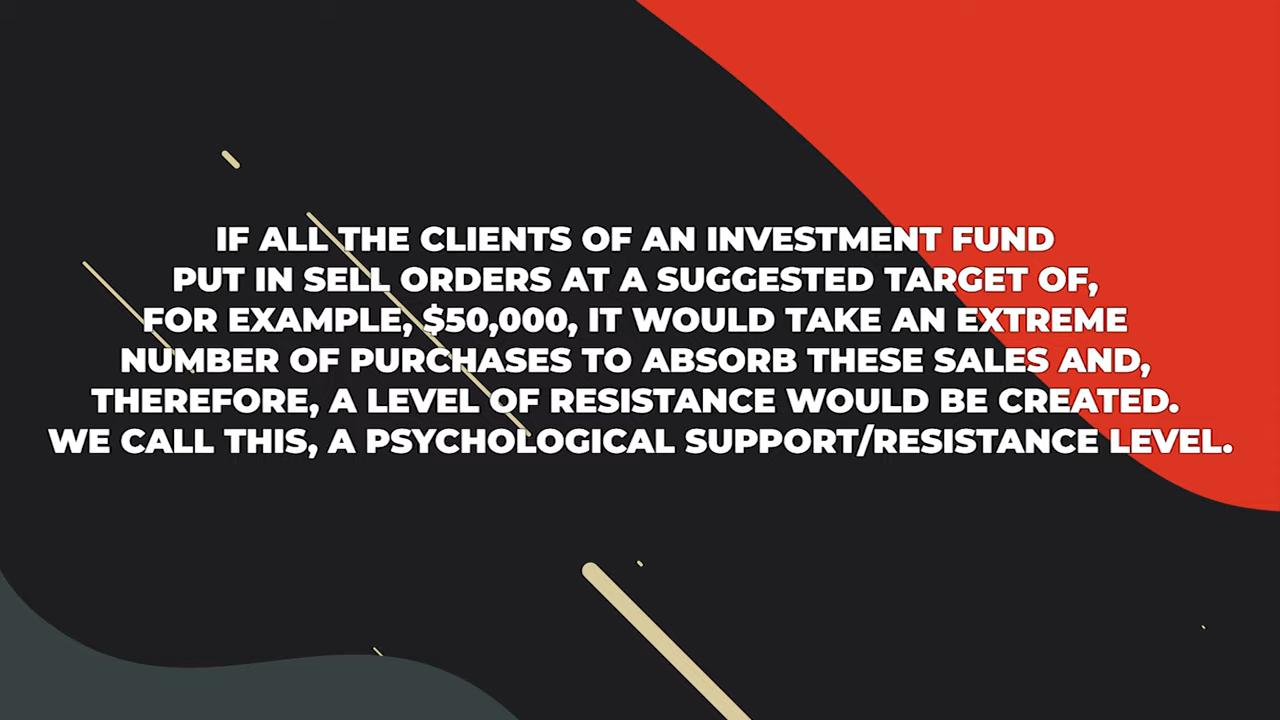 IF ALL THE CLIENTS OF AN INVESTMENT FUND
PUT IN SELL ORDERS AT A SUGGESTED TARGET OF,
FOR EXAMPLE, $50,000, IT WOULD TAKE AN EXTREME
NUMBER OF PURCHASES TO ABSORB THESE SALES AND,
THEREFORE, A LEVEL OF RESISTANCE WOULD BE CREATED.
WE CALL THIS, A PSYCHOLOGICAL SUPPORT/RESISTANCE LEVEL.